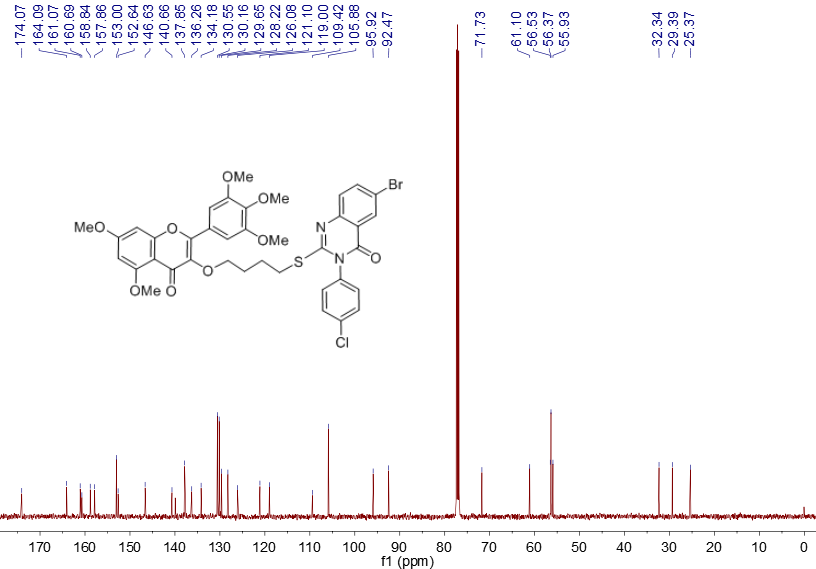 174.07
164.09
161.07
160.69
158.84
157.86
153.00
152.64
146.63
140.66
137.85
136.26
134.18
130.55
130.16
129.65
128.22
126.08
121.10
119.00
109.42
105.88
95.92
92.47
71.73
61.10
56.53
56.37
55.93
32.34
29.39
25.37
OMe
OMe
OMe
MeO
O
OMe
O
O
S
N
N
O
Br
Cl
170 160 150 140 130 120 110 100 90 80 70 60 50 40 30 20 10 0
f1 (ppm)